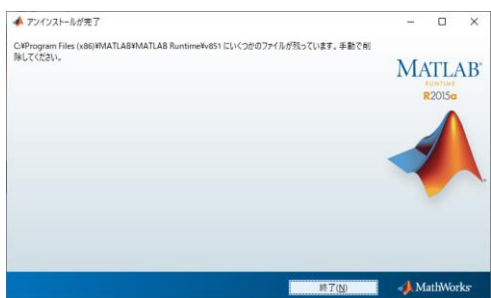 アンインストールが完了
C:¥Program Files (x86)¥MATLAB¥MATLAB Runtime¥v851 にいくつかのファイルが残っています。手動で削
除してください。
MATLAB®
RUNTIME
R2015a
終了(N)
MathWorks®